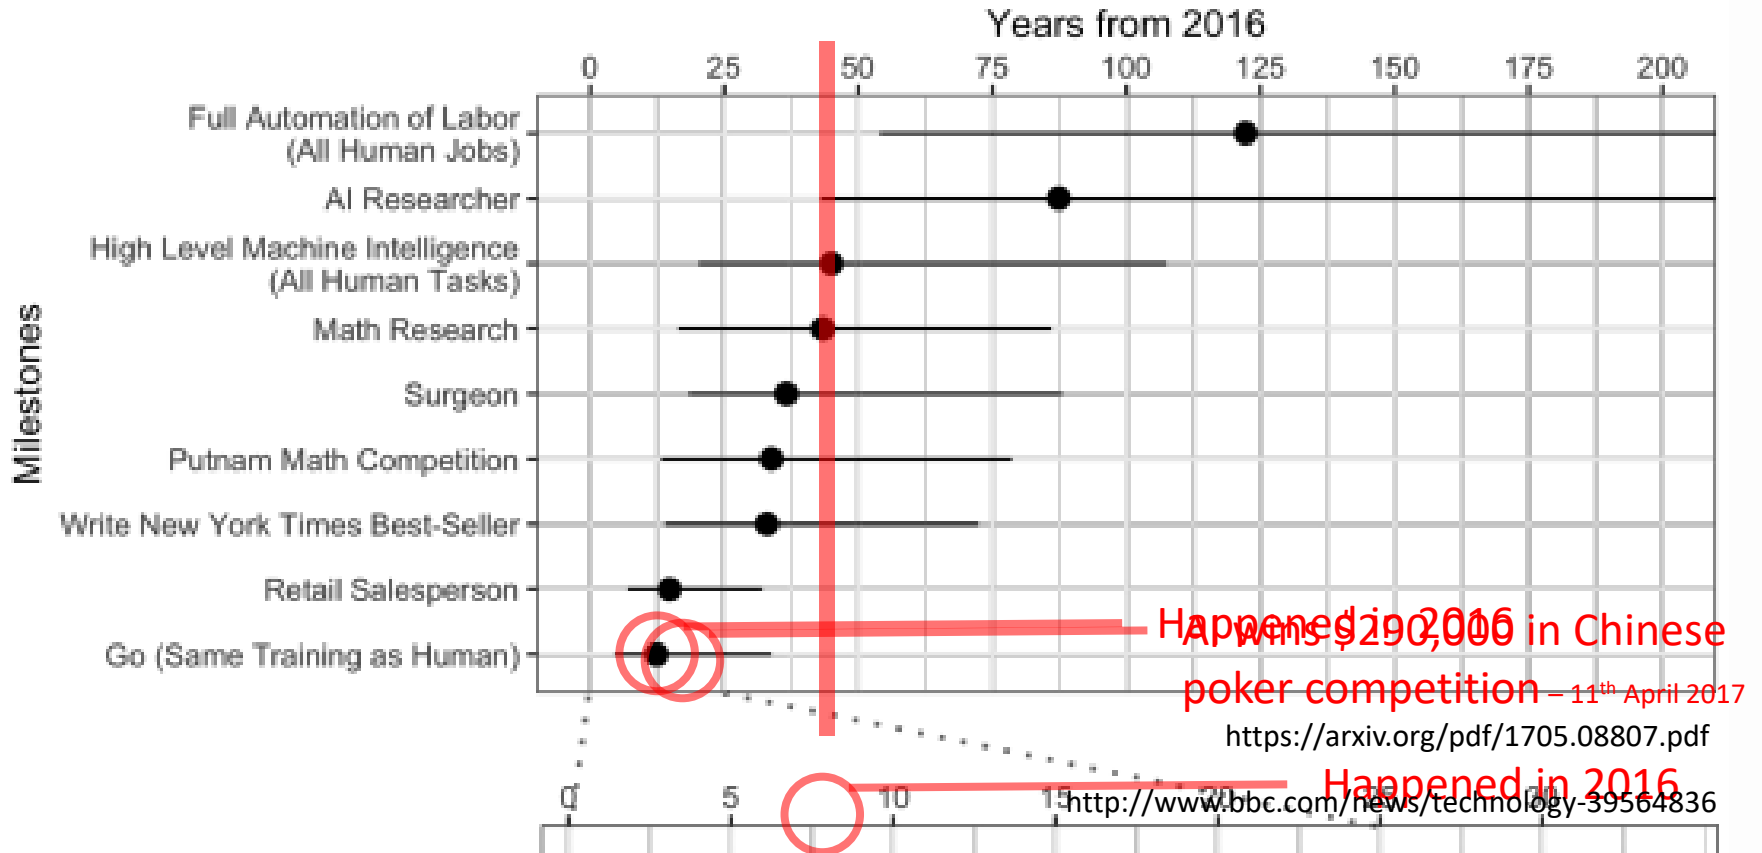 Years from 2016
0 25 50 75 100 125 150 175 200
Milestones
Full Automation of Labor
(All Human Jobs)
AI Researcher
High Level Machine Intelligence
(All Human Tasks)
Math Research
Surgeon
Putnam Math Competition
Write New York Times Best-Seller
Retail Salesperson
Go (Same Training as Human)
Happened in 2016
AI wins $290,000 in Chinese
poker competition – 11th April 2017
https://arxiv.org/pdf/1705.08807.pdf
Happened in 2016
http://www.bbc.com/news/technology-39564836
0 5 10 15 20 25 30